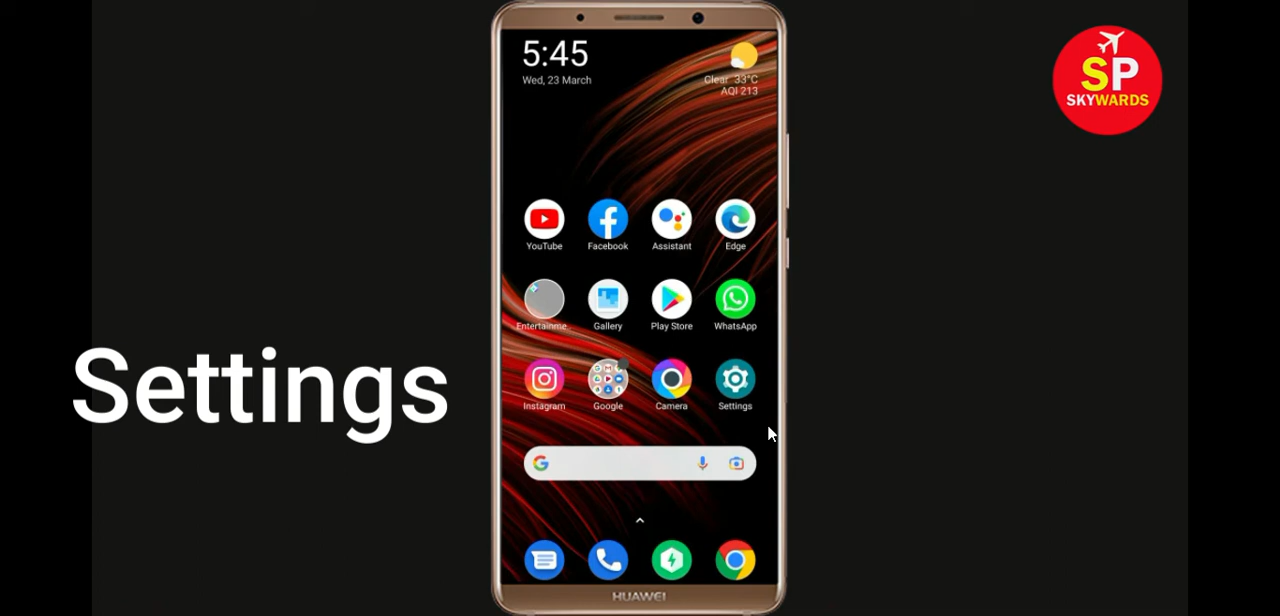 5:45
Wed, 23 March
Clear 33°C
AQI 213
SP
SKYWARDS
YouTube
Facebook
Assistant
Edge
Entertainme
Gallery
Play Store
WhatsApp
Instagram
Google
Camera
Settings
Settings
HUAWEI